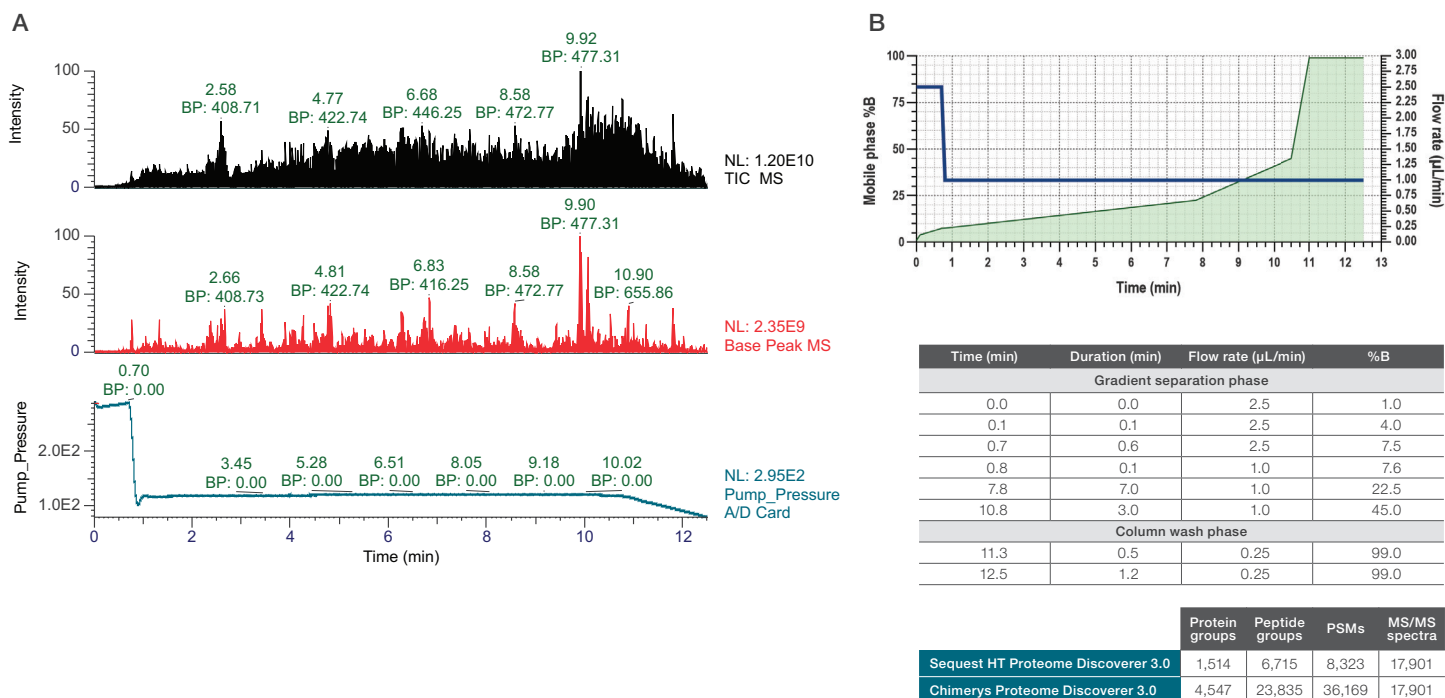 A
9.92
BP: 477.31
2.58
BP: 408.71
4.77
BP: 422.74
6.68
BP: 446.25
8.58
BP: 472.77
100
50
0
Intensity
NL: 1.20E10
TIC MS
9.90
BP: 477.31
2.66
BP: 408.73
4.81
BP: 422.74
6.83
BP: 416.25
8.58
BP: 472.77
10.90
BP: 655.86
100
50
0
Intensity
NL: 2.35E9
Base Peak MS
0.70
BP: 0.00
3.45
BP: 0.00
5.28
BP: 0.00
6.51
BP: 0.00
8.05
BP: 0.00
9.18
BP: 0.00
10.02
BP: 0.00
2.0E2
1.0E2
Pump_Pressure
NL: 2.95E2
Pump_Pressure
A/D Card
0 2 4 6 8 10 12
Time (min)
B
100
75
50
25
0
Mobile phase %B
3.00
2.75
2.50
2.25
2.00
1.75
1.50
1.25
1.00
0.75
0.50
0.25
0.00
Flow rate (µL/min)
0 1 2 3 4 5 6 7 8 9 10 11 12 13
Time (min)
Time (min) Duration (min) Flow rate (µL/min) %B
Gradient separation phase
0.0 0.0 2.5 1.0
0.1 0.1 2.5 4.0
0.7 0.6 2.5 7.5
0.8 0.1 1.0 7.6
7.8 7.0 1.0 22.5
10.8 3.0 1.0 45.0
Column wash phase
11.3 0.5 0.25 99.0
12.5 1.2 0.25 99.0
Protein groups Peptide groups PSMs MS/MS spectra
Sequest HT Proteome Discoverer 3.0 1,514 6,715 8,323 17,901
Chimerys Proteome Discoverer 3.0 4,547 23,835 36,169 17,901